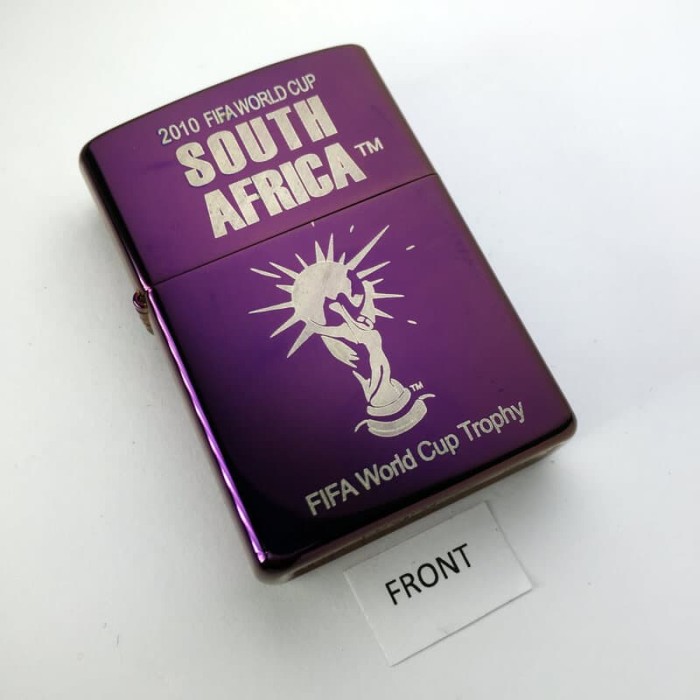 2010 FIFA WORLD CUP
SOUTH
AFRICA™
™
FIFA World Cup Trophy
FRONT